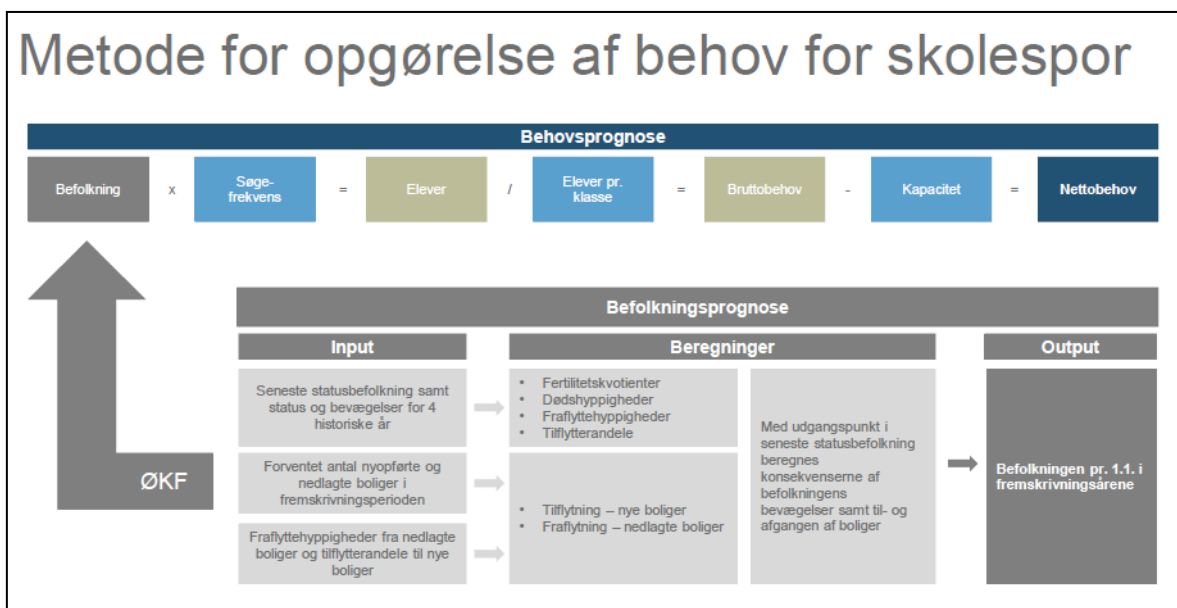 Metode for opgørelse af behov for skolespor
Behovsprognose
Befolkning
x
Søge-
frekvens
=
Elever
/
Elever pr.
klasse
=
Bruttobehov
-
Kapacitet
=
Nettobehov
ØKF
Befolkningsprognose
Input
Beregninger
Output
Seneste statusbefolkning samt
status og bevægelser for 4
historiske år
• Fertilitetskvotienter
• Dødshyppigheder
• Fraflyttehyppigheder
• Tilflytterandele
Forventet antal nyopførte og
nedlagte boliger i
fremskrivningsperioden
Fraflyttehyppigheder fra nedlagte
boliger og tilflytterandele til nye
boliger
• Tilflytning – nye boliger
• Fraflytning – nedlagte boliger
Med udgangspunkt i
seneste statusbefolkning
beregnes
konsekvenserne af
befolkningens
bevægelser samt til- og
afgangen af boliger
Befolkningen pr. 1.1. i
fremskrivningsårene